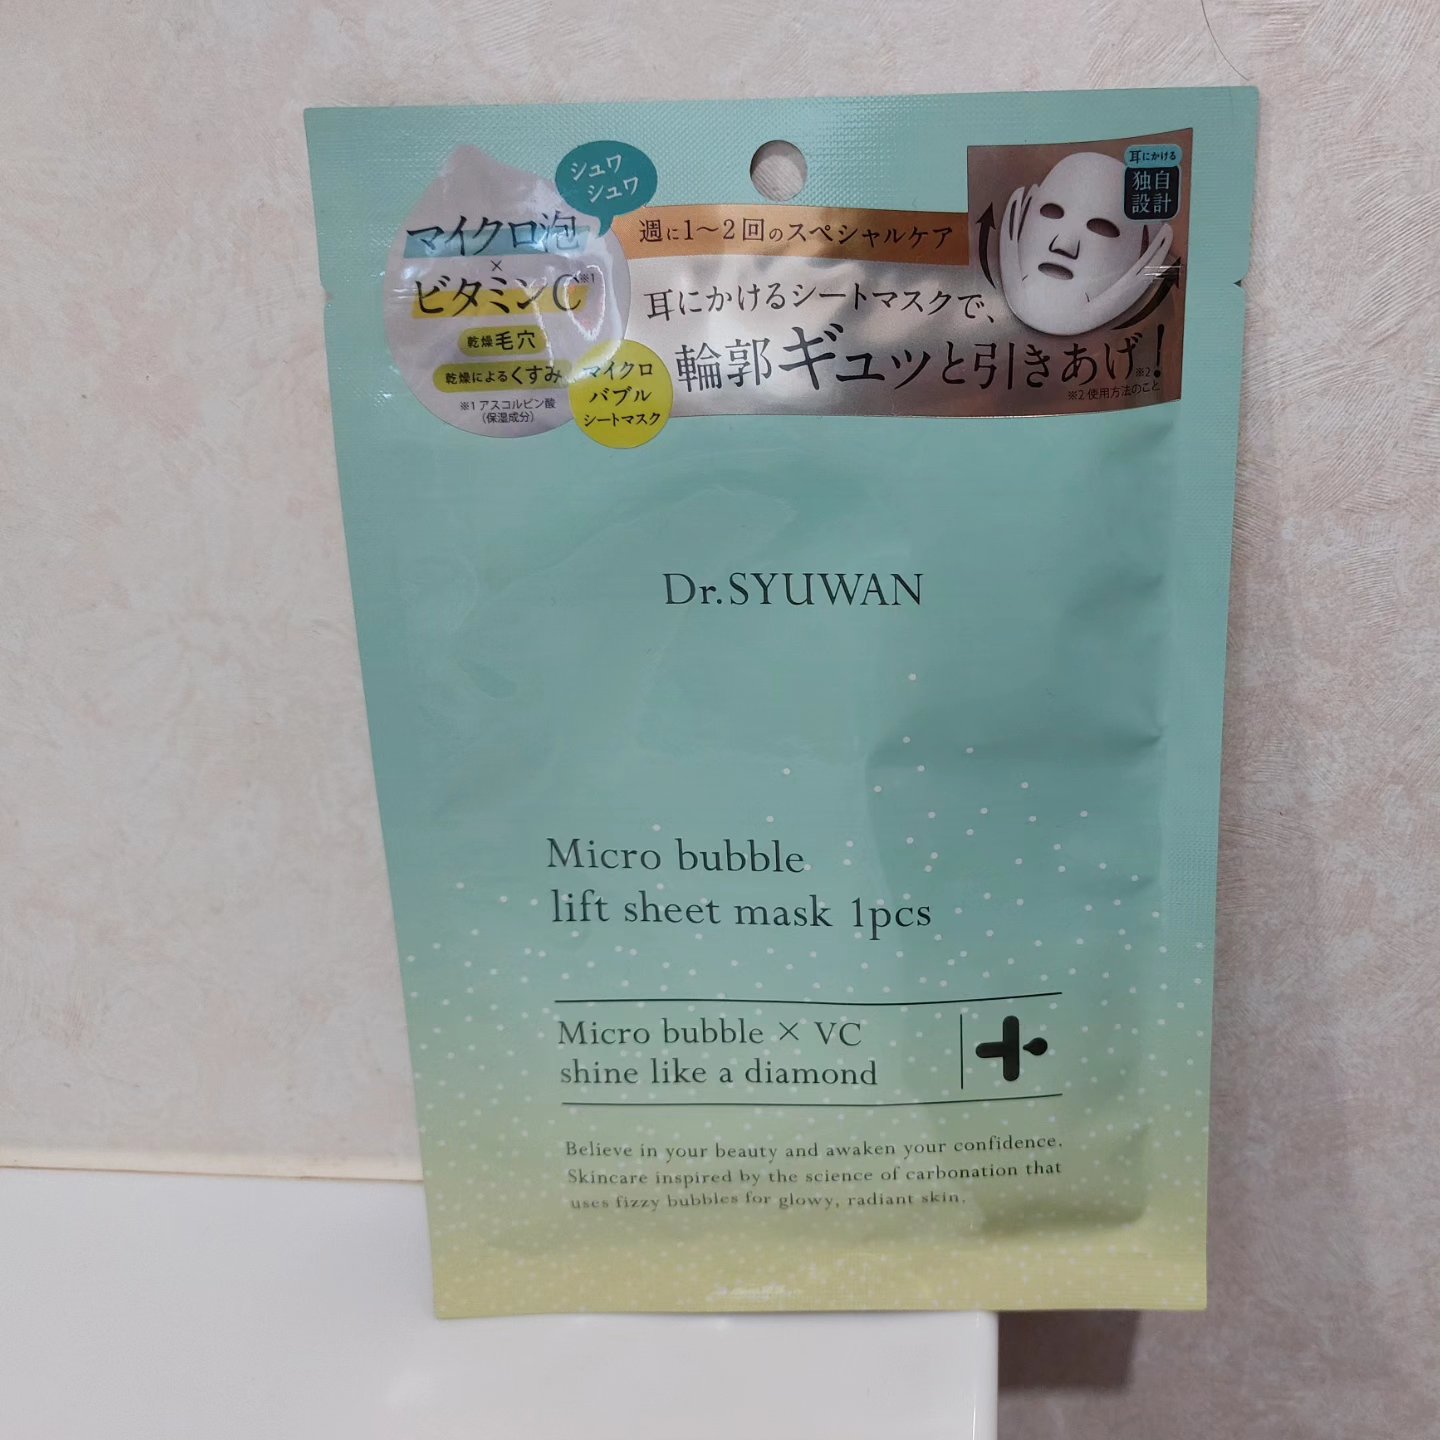 シュワ
シュワ
マイクロ泡
×
ビタミンC※1
乾燥毛穴
乾燥によるくすみ
※1 アスコルビン酸
(保湿成分)
マイクロ
バブル
シートマスク
週に1〜2回のスペシャルケア
耳にかけるシートマスクで、
輪郭ギュッと引きあげ※2!
※2 使用方法のこと
耳にかける
独自
設計
Dr.SYUWAN
Micro bubble
lift sheet mask 1pcs
Micro bubble × VC
shine like a diamond
Believe in your beauty and awaken your confidence.
Skincare inspired by the science of carbonation that
uses fizzy bubbles for glowy, radiant skin.